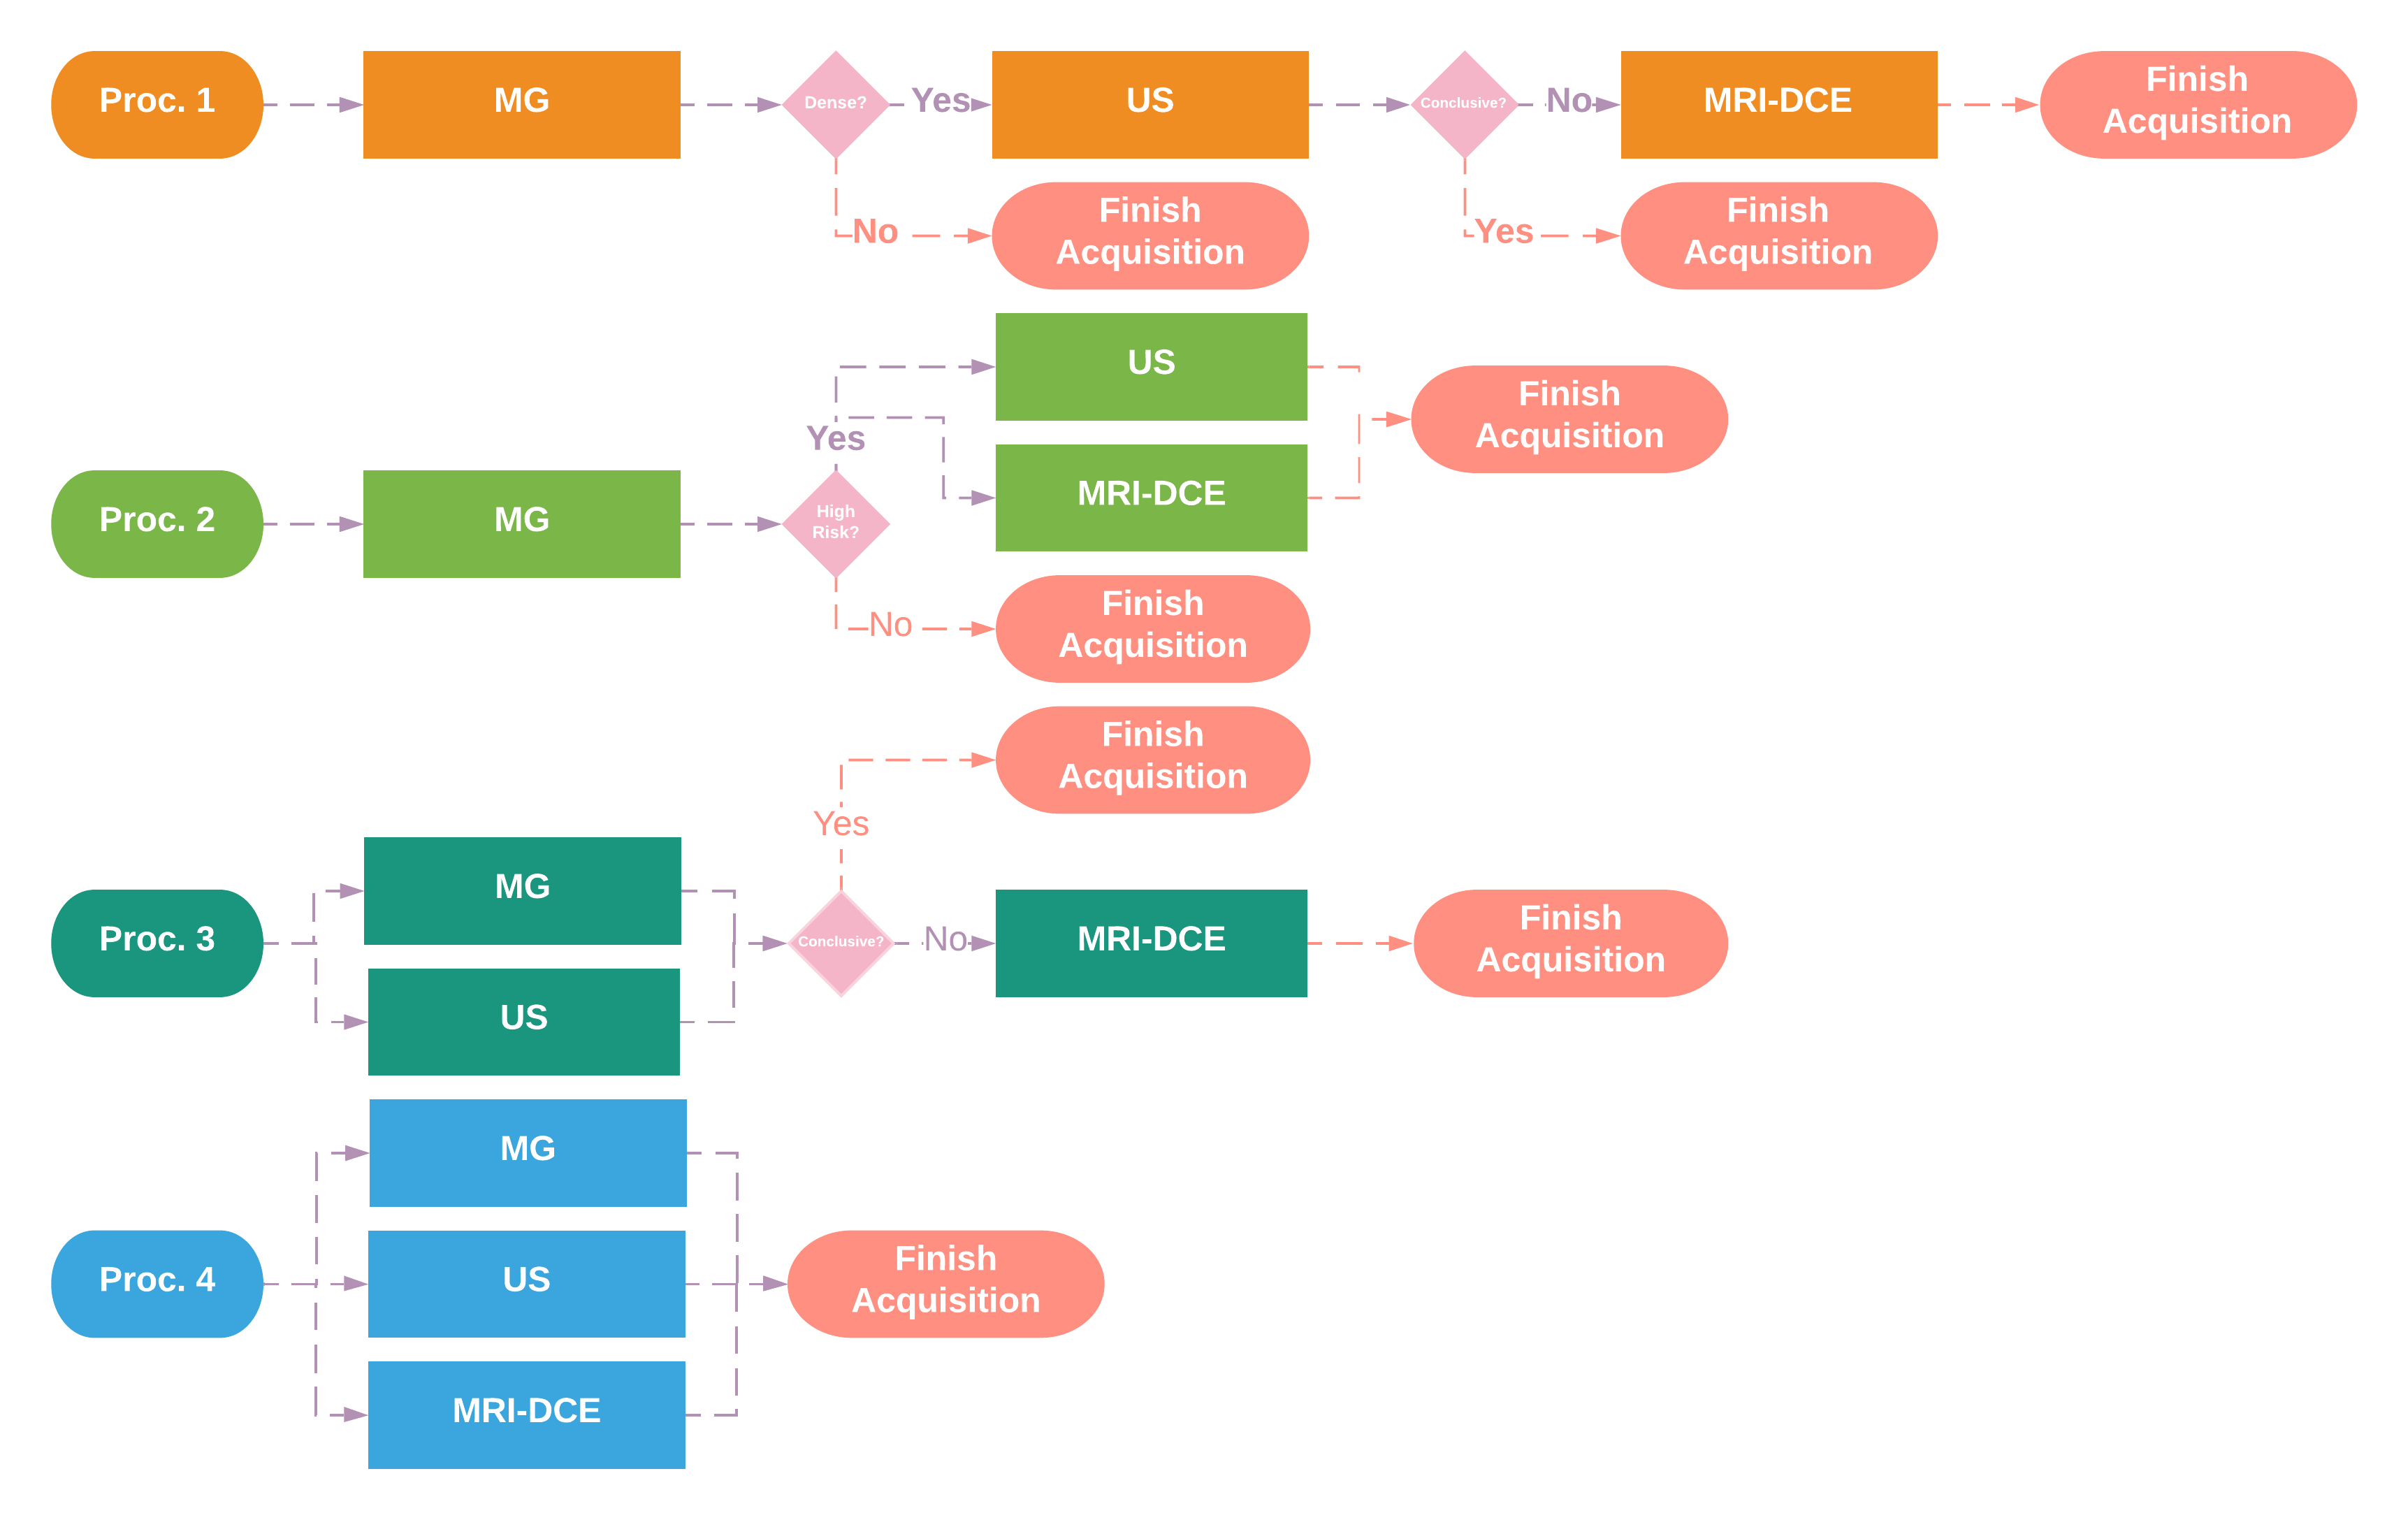 Proc. 1
MG
Dense?
Yes
US
Conclusive?
No
MRI-DCE
Finish
Acquisition
No
Finish
Acquisition
Yes
Finish
Acquisition
Proc. 2
MG
High
Risk?
Yes
US
MRI-DCE
Finish
Acquisition
No
Finish
Acquisition
Proc. 3
MG
US
Conclusive?
Yes
Finish
Acquisition
No
MRI-DCE
Finish
Acquisition
Proc. 4
MG
US
MRI-DCE
Finish
Acquisition